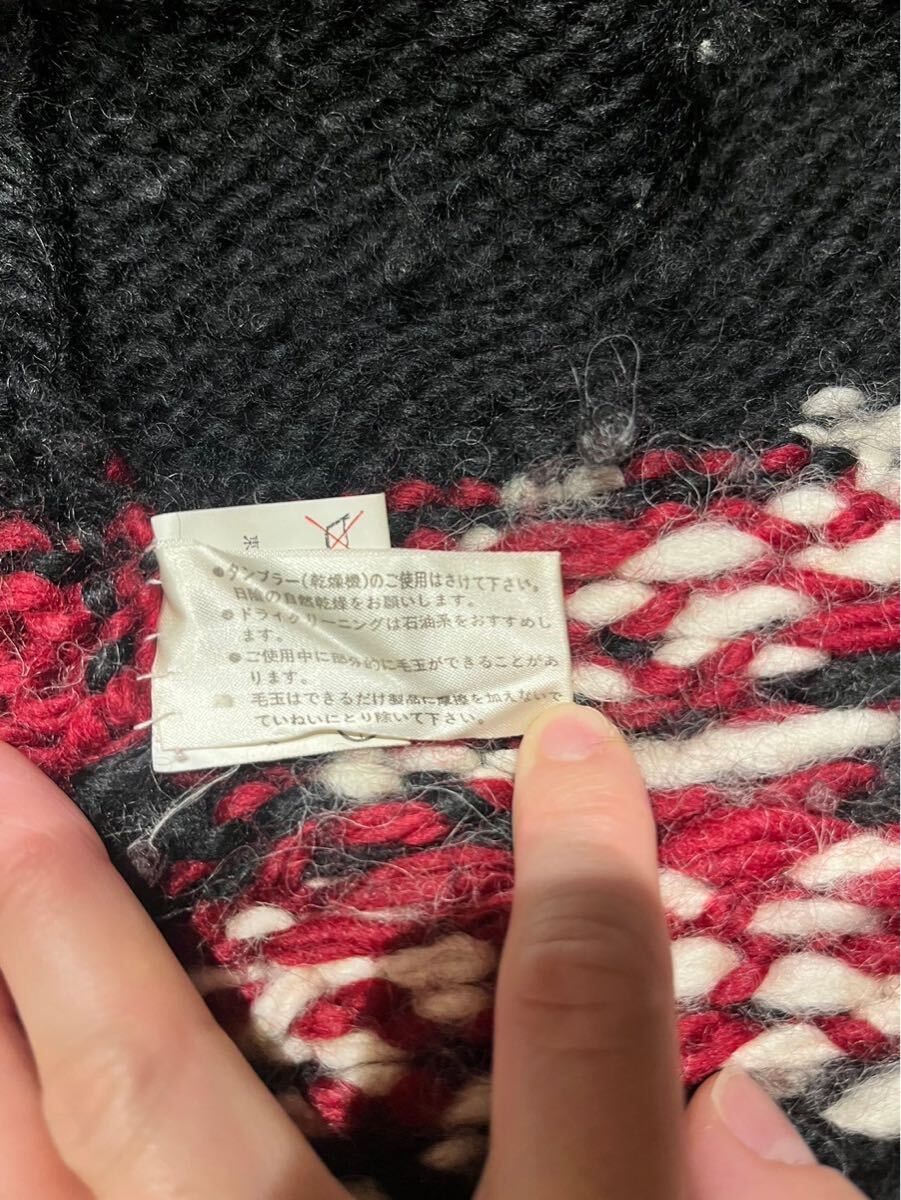 東
●タンブラー(乾燥機)のご使用はさけて下さい。
日陰の自然乾燥をお願いします。
●ドライクリーニングは石油系をおすすめし
ます。
●ご使用中に部外的に毛玉ができることがあ
ります。
毛玉はできるだけ製品に摩擦を加えないで
ていねいにとり除いて下さい。